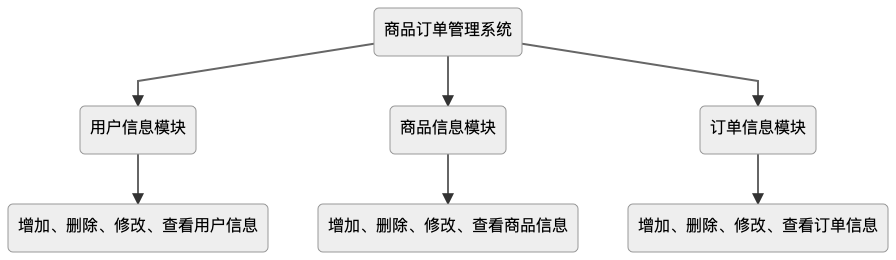 商品订单管理系统
用户信息模块
商品信息模块
订单信息模块
增加、删除、修改、查看用户信息
增加、删除、修改、查看商品信息
增加、删除、修改、查看订单信息